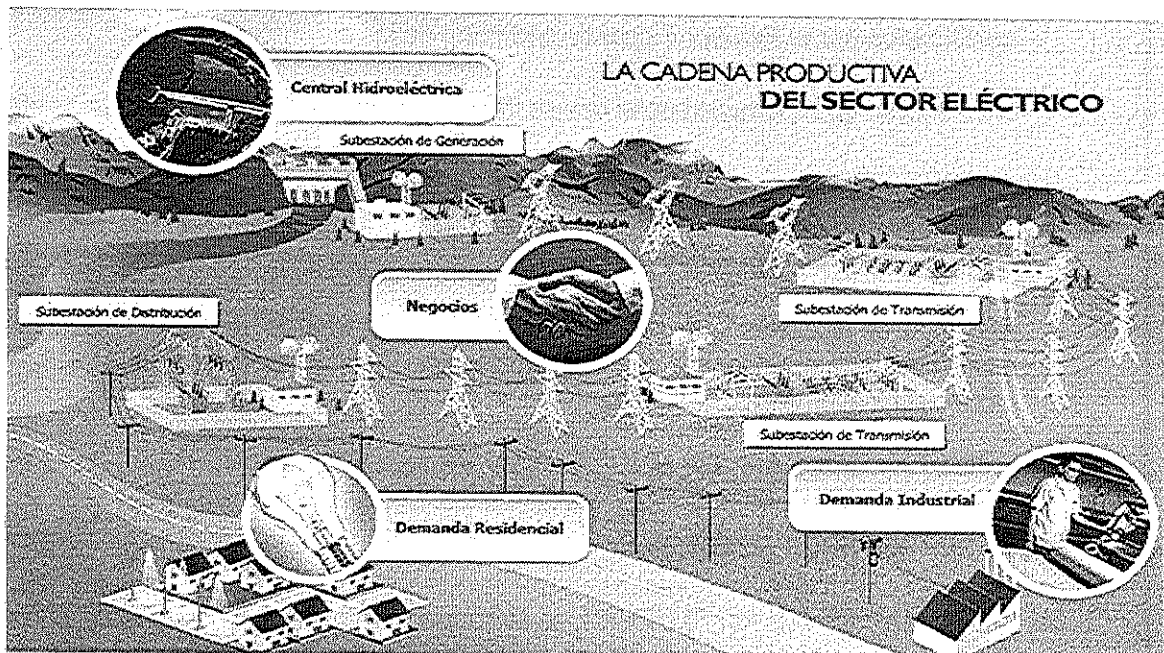 LA CADENA PRODUCTIVA
DEL SECTOR ELÉCTRICO
Central Hidroeléctrica
Subestación de Generación
Negocios
Subestación de Distribución
Subestación de Transmisión
Subestación de Transmisión
Demanda Residencial
Demanda Industrial